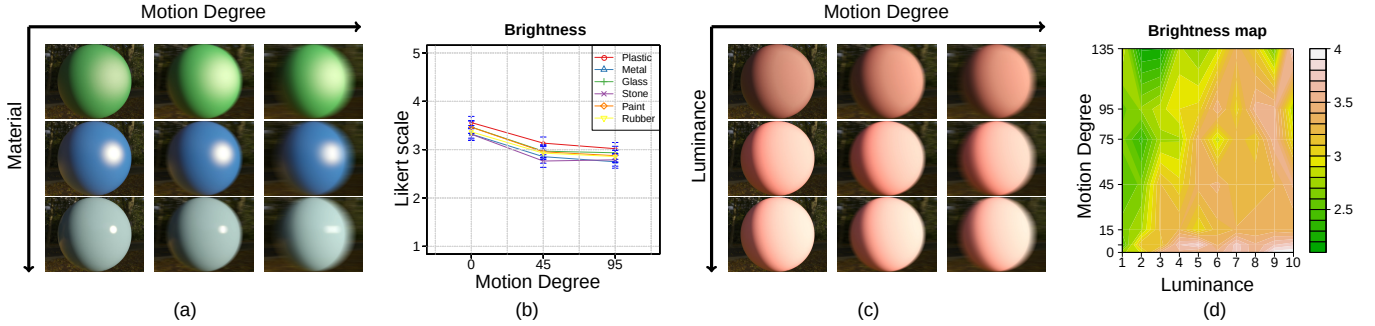 Motion Degree
Material
(a)
Brightness
Likert scale
5
4
3
2
1
Plastic
Metal
Glass
Stone
Paint
Rubber
0 45 95
Motion Degree
(b)
Motion Degree
Luminance
(c)
Brightness map
Motion Degree
135
95
75
45
15
0
1 2 3 4 5 6 7 8 9 10
Luminance
4
3.5
3
2.5
(d)